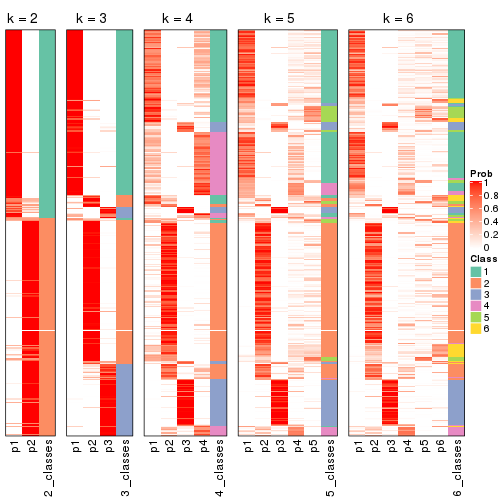 k = 2
k = 3
k = 4
k = 5
k = 6
Prob
1
0.8
0.6
0.4
0.2
0
Class
1
2
3
4
5
6
p1
p2
2_classes
p1
p2
p3
3_classes
p1
p2
p3
p4
4_classes
p1
p2
p3
p4
p5
5_classes
p1
p2
p3
p4
p5
p6
6_classes